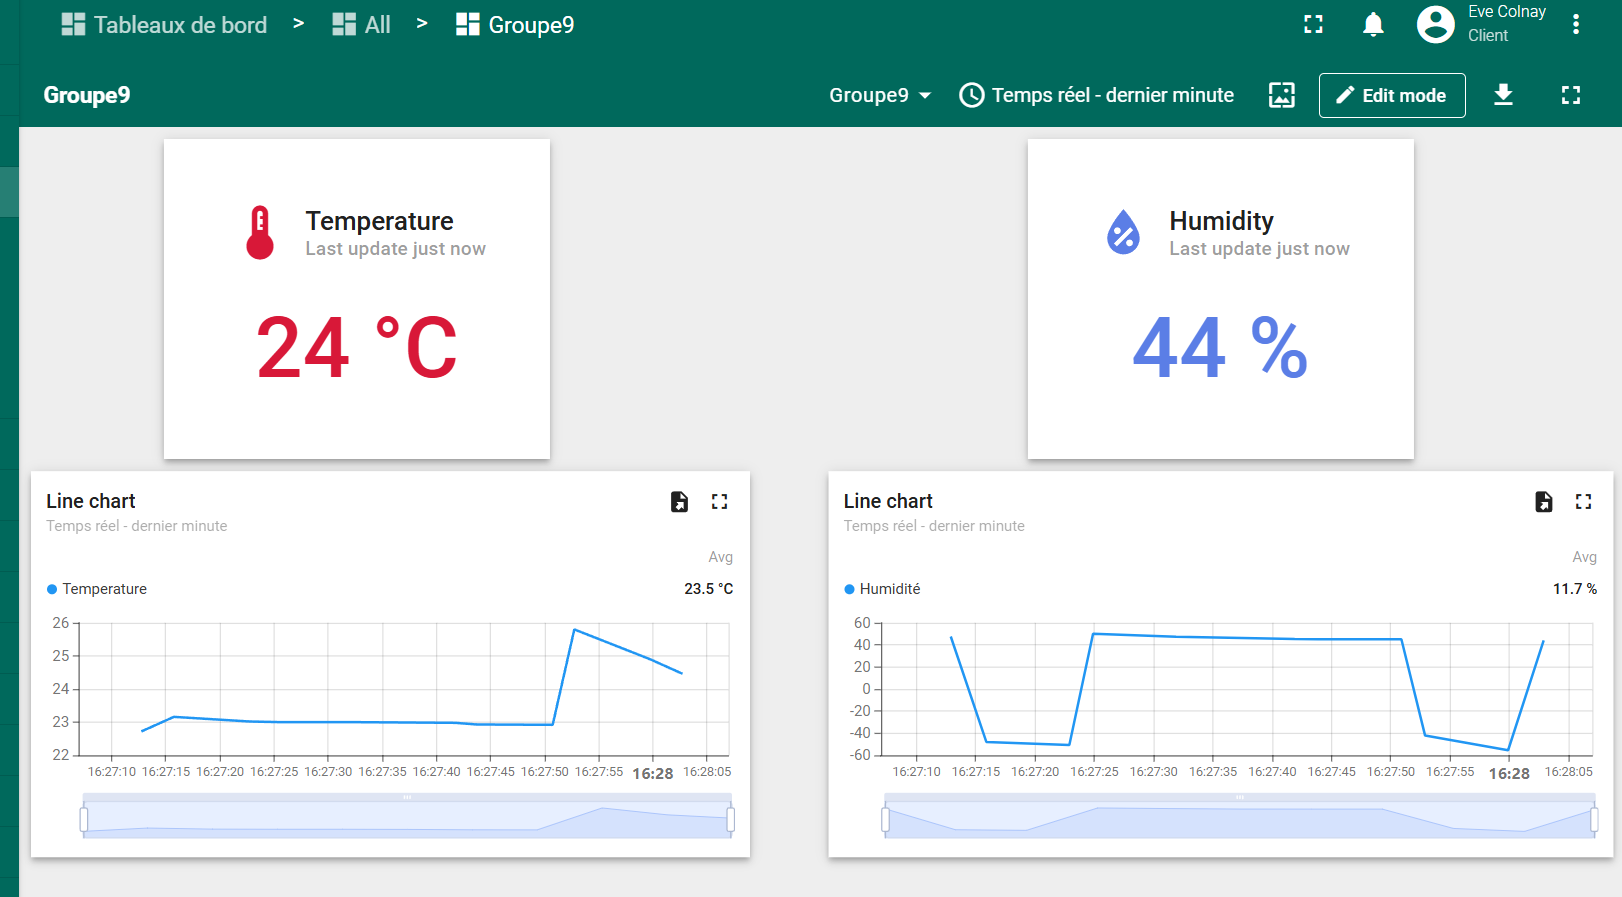 Tableaux de bord > All > Groupe9
Eve Colnay
Client
Groupe9
Groupe9
Temps réel - dernier minute
Edit mode
Temperature
Last update just now
24 °C
Humidity
Last update just now
44 %
Line chart
Temps réel - dernier minute
Avg
Temperature 23.5 °C
26
25
24
23
22
16:27:10 16:27:15 16:27:20 16:27:25 16:27:30 16:27:35 16:27:40 16:27:45 16:27:50 16:27:55 16:28 16:28:05
Line chart
Temps réel - dernier minute
Avg
Humidité 11.7 %
60
40
20
0
-20
-40
-60
16:27:10 16:27:15 16:27:20 16:27:25 16:27:30 16:27:35 16:27:40 16:27:45 16:27:50 16:27:55 16:28 16:28:05